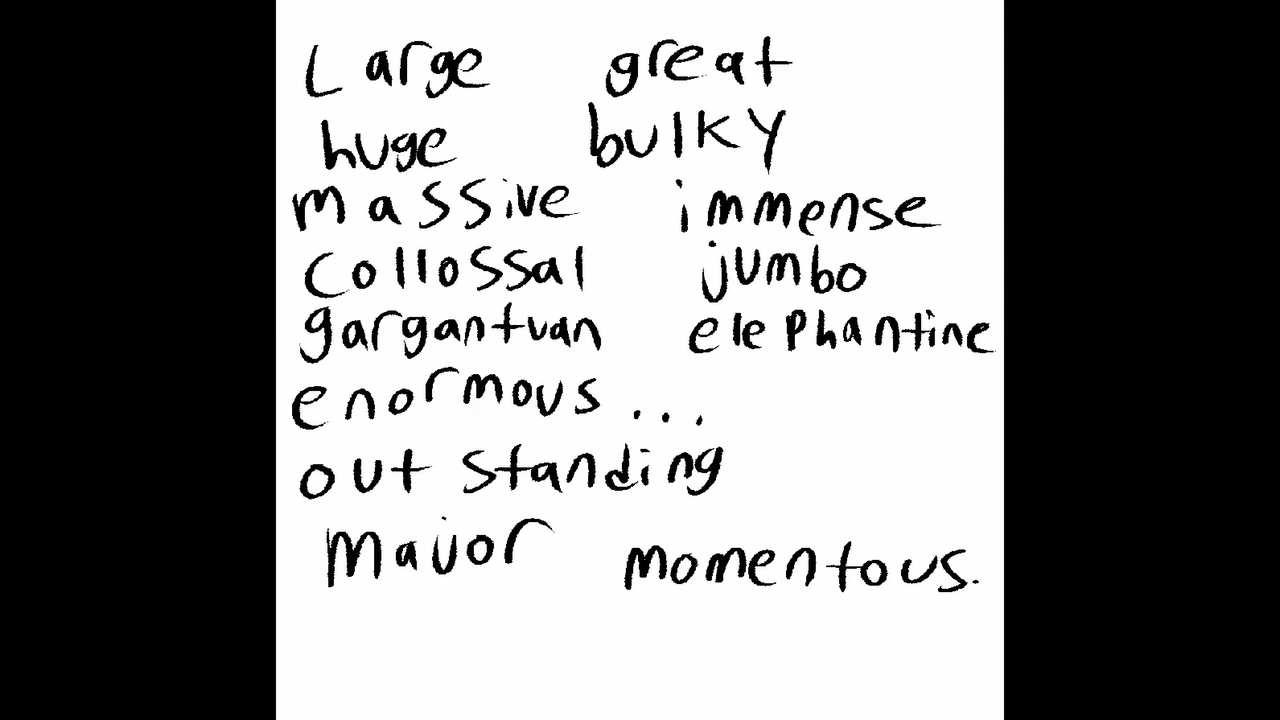 Large great
huge bulky
massive immense
Collossal jumbo
gargantuan elephantine
enormous...
out standing
Major momentous.